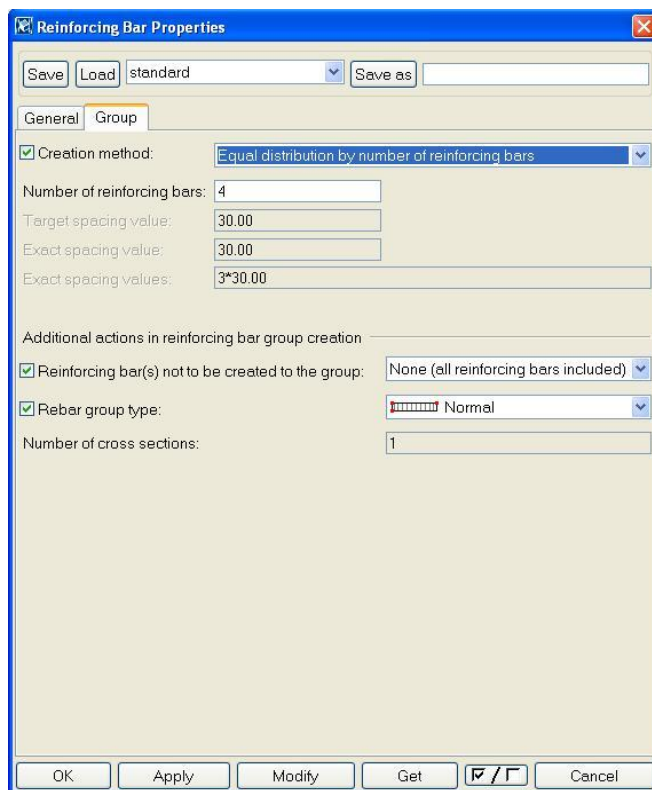 Reinforcing Bar Properties
Save Load standard Save as
General Group
Creation method: Equal distribution by number of reinforcing bars
Number of reinforcing bars: 4
Target spacing value: 30.00
Exact spacing value: 30.00
Exact spacing values: 3*30.00
Additional actions in reinforcing bar group creation
Reinforcing bar(s) not to be created to the group: None (all reinforcing bars included)
Rebar group type: Normal
Number of cross sections: 1
OK Apply Modify Get / Cancel